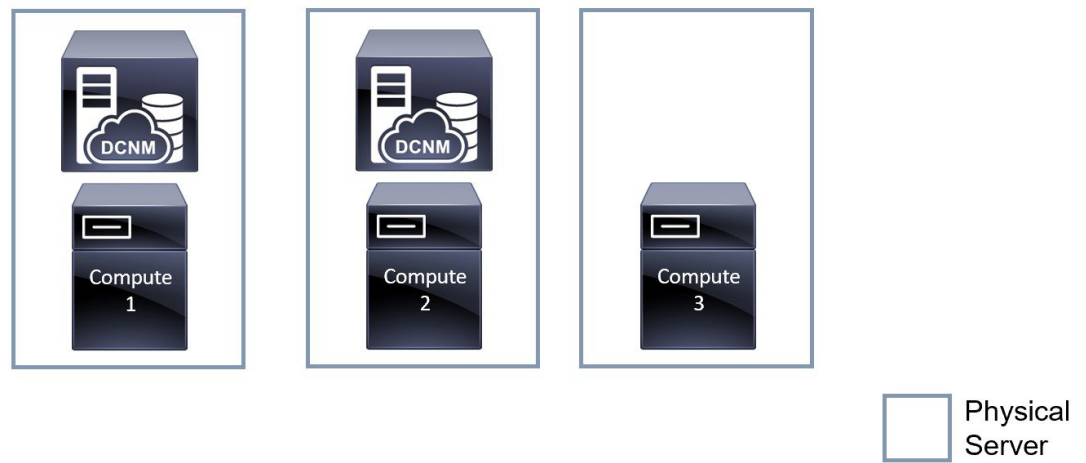 DCNM
DCNM
Compute
1
Compute
2
Compute
3
Physical
Server